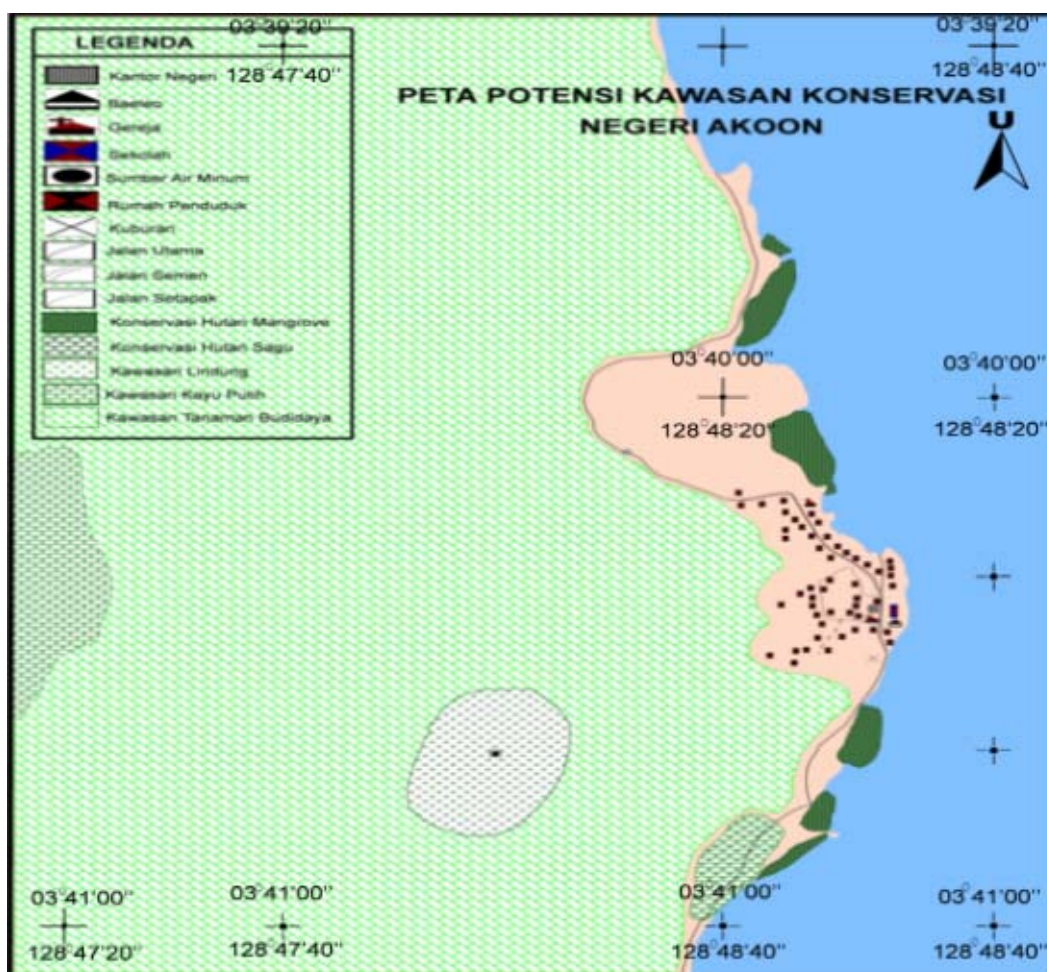 LEGENDA
Kantor Negeri
Baeleo
Gereja
Sekolah
Sumber Air Minum
Rumah Penduduk
Kuburan
Jalan Utama
Jalan Semen
Jalan Setapak
Konservasi Hutan Mangrove
Konservasi Hutan Sagu
Kawasan Lindung
Kawasan Kayu Putih
Kawasan Tanaman Budidaya
03°39'20"
128°47'40"
03°39'20"
128°48'40"
PETA POTENSI KAWASAN KONSERVASI
NEGERI AKOON
U
03°40'00"
128°48'20"
03°40'00"
128°48'20"
03°41'00"
128°47'20"
03°41'00"
128°47'40"
03°41'00"
128°48'40"
03°41'00"
128°48'40"